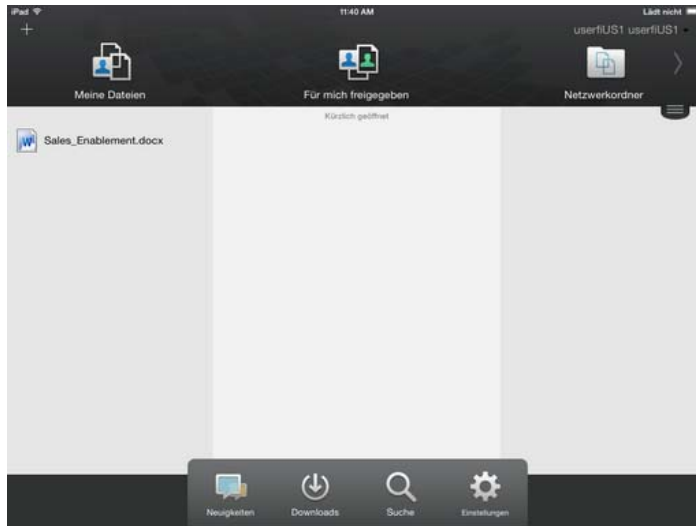 iPad 11:40 AM Lädt nicht
+ userfiUS1 userfiUS1
Meine Dateien Für mich freigegeben Netzwerkordner
Kürzlich geöffnet
Sales_Enablement.docx
Neuigkeiten Downloads Suche Einstellungen